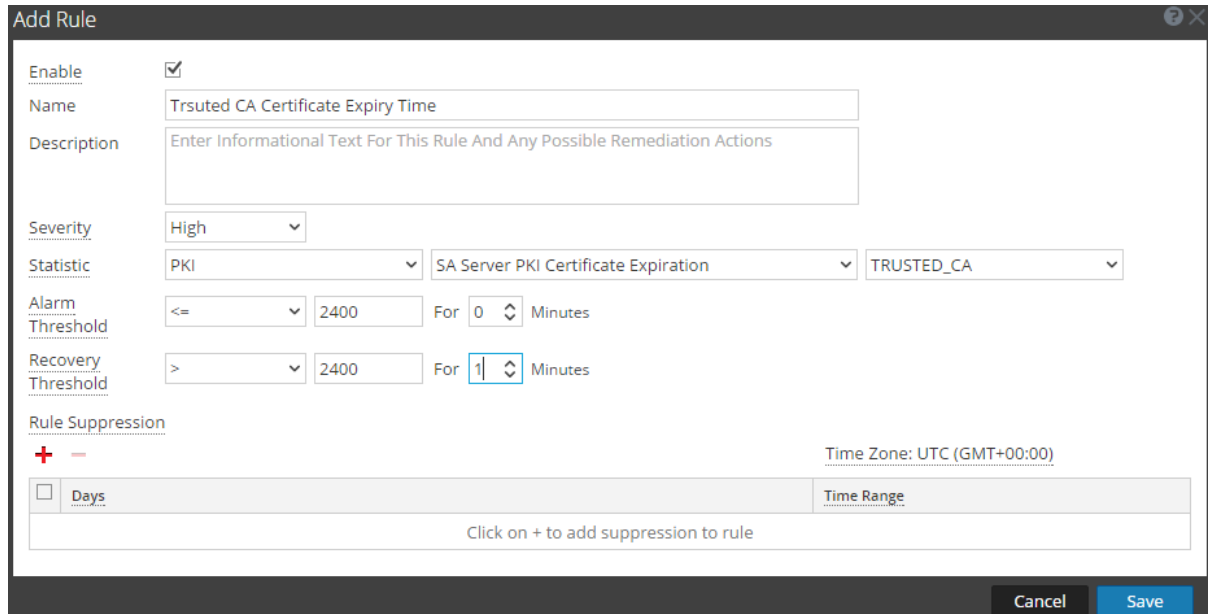 Add Rule
Enable
Name Trsuted CA Certificate Expiry Time
Description Enter Informational Text For This Rule And Any Possible Remediation Actions
Severity High
Statistic PKI SA Server PKI Certificate Expiration TRUSTED_CA
Alarm Threshold <= 2400 For 0 Minutes
Recovery Threshold > 2400 For 1 Minutes
Rule Suppression
+ − Time Zone: UTC (GMT+00:00)
Days Time Range
Click on + to add suppression to rule
Cancel Save